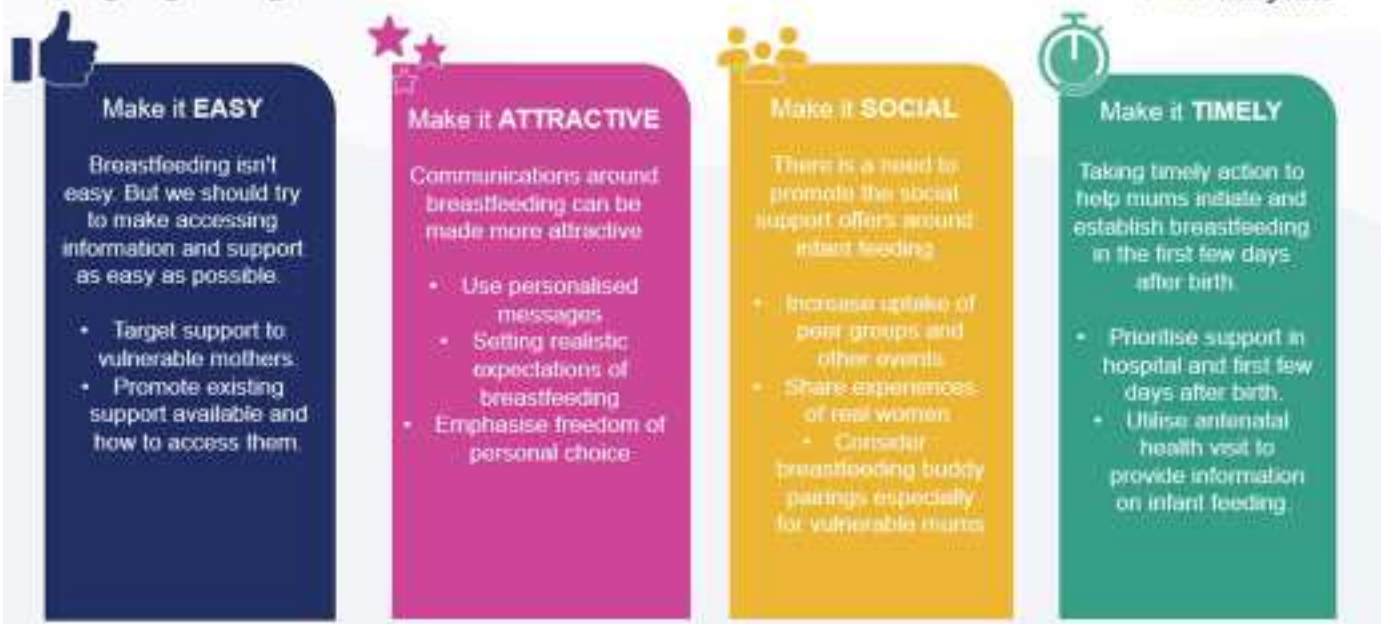 Make it EASY
Breastfeeding isn't
easy. But we should try
to make accessing
information and support
as easy as possible.
• Target support to
vulnerable mothers.
• Promote existing
support available and
how to access them.
Make it ATTRACTIVE
Communications around
breastfeeding can be
made more attractive
• Use personalised
messages
• Setting realistic
expectations of
breastfeeding
• Emphasise freedom of
personal choice
Make it SOCIAL
There is a need to
promote the social
support offers around
infant feeding
• Increase uptake of
peer groups and
other events
• Share experiences
of real women
• Consider
breastfeeding buddy
pairings especially
for vulnerable mums
Make it TIMELY
Taking timely action to
help mums initiate and
establish breastfeeding
in the first few days
after birth.
• Prioritise support in
hospital and first few
days after birth.
• Utilise antenatal
health visit to
provide information
on infant feeding.